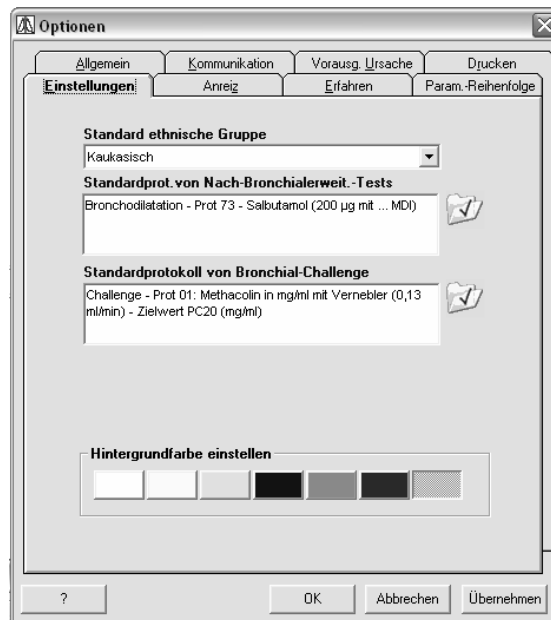 Optionen
Allgemein Kommunikation Vorausg. Ursache Drucken
Einstellungen Anreiz Erfahren Param.-Reihenfolge
Standard ethnische Gruppe
Kaukasisch
Standardprot.von Nach-Bronchialerweit.-Tests
Bronchodilatation - Prot 73 - Salbutamol (200 µg mit ... MDI)
Standardprotokoll von Bronchial-Challenge
Challenge - Prot 01: Methacolin in mg/ml mit Vernebler (0,13
ml/min) - Zielwert PC20 (mg/ml)
Hintergrundfarbe einstellen
? OK Abbrechen Übernehmen